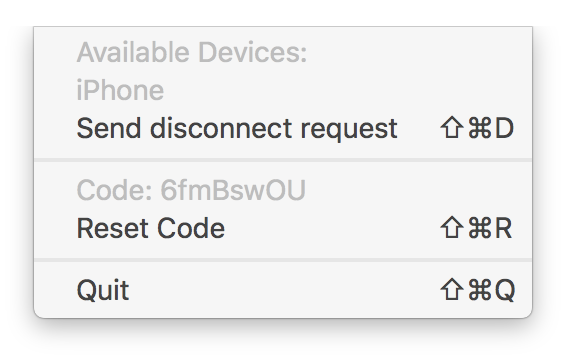 Available Devices:
iPhone
Send disconnect request ⇧⌘D
Code: 6fmBswOU
Reset Code ⇧⌘R
Quit ⇧⌘Q